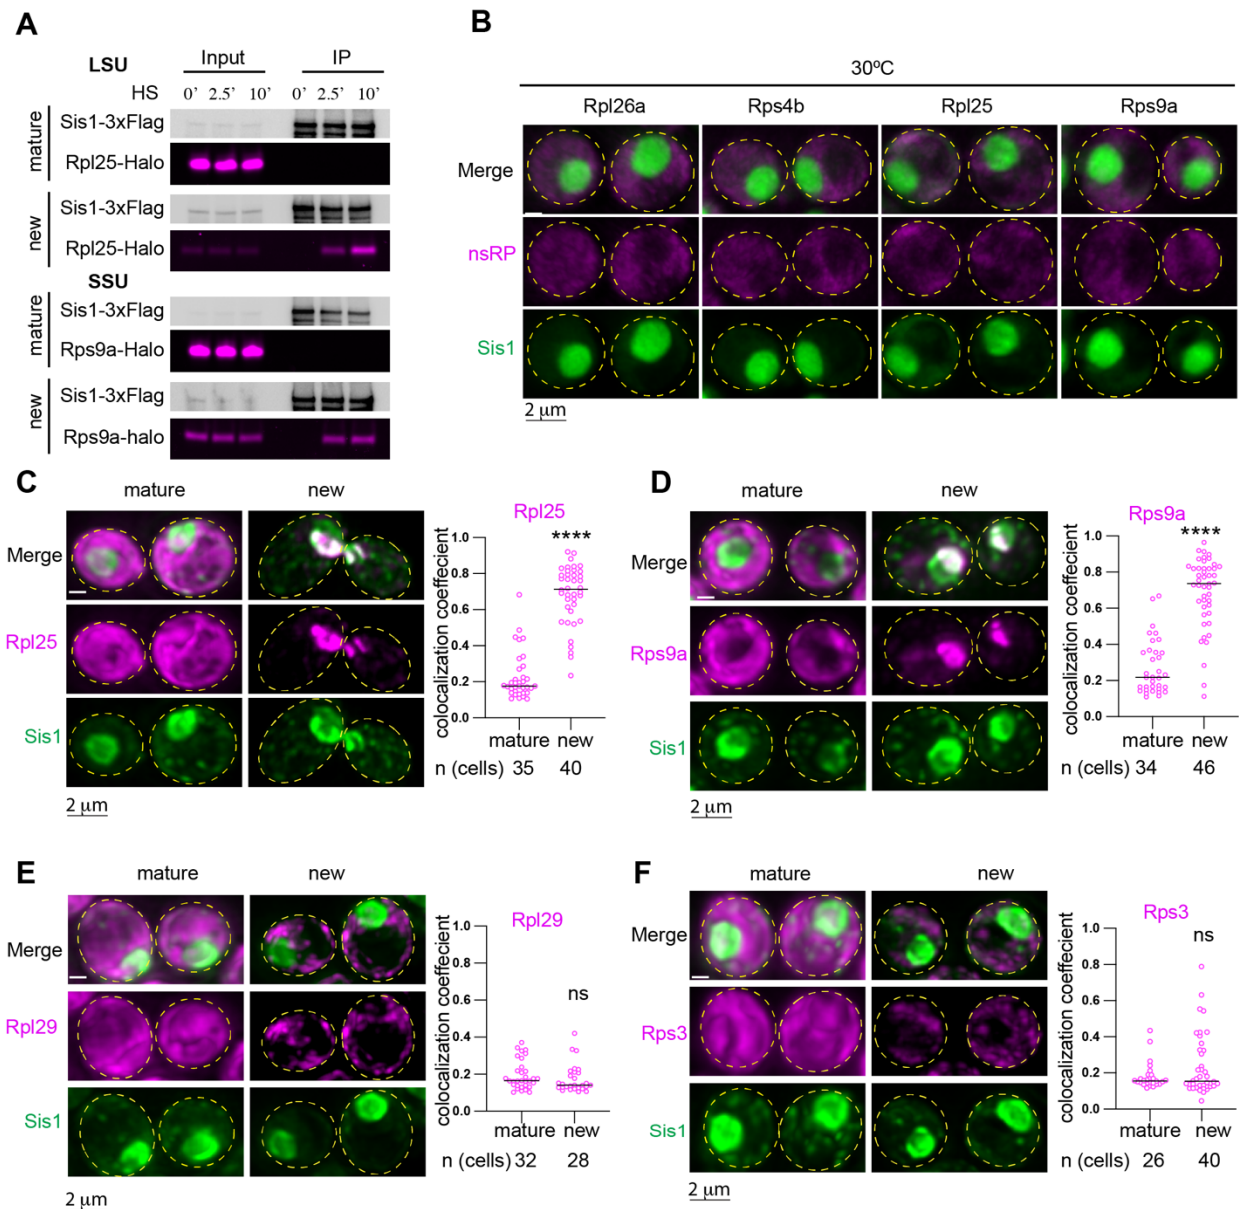 A
LSU
Input
IP
HS
0' 2.5' 10'
0' 2.5' 10'
mature
Sis1-3xFlag
Rpl25-Halo
new
Sis1-3xFlag
Rpl25-Halo
SSU
mature
Sis1-3xFlag
Rps9a-Halo
new
Sis1-3xFlag
Rps9a-halo
B
30ºC
Rpl26a
Rps4b
Rpl25
Rps9a
Merge
nsRP
Sis1
2 μm
C
mature
new
Merge
Rpl25
Sis1
2 μm
Rpl25
****
colocalization coeffecient
1.0
0.8
0.6
0.4
0.2
0.0
mature new
n (cells) 35 40
D
mature
new
Merge
Rps9a
Sis1
2 μm
Rps9a
****
colocalization coefficient
1.0
0.8
0.6
0.4
0.2
0.0
mature new
n (cells) 34 46
E
mature
new
Merge
Rpl29
Sis1
2 μm
Rpl29
ns
colocalization coeffecient
1.0
0.8
0.6
0.4
0.2
0.0
mature new
n (cells) 32 28
F
mature
new
Merge
Rps3
Sis1
2 μm
Rps3
ns
colocalization coefficient
1.0
0.8
0.6
0.4
0.2
0.0
mature new
n (cells) 26 40